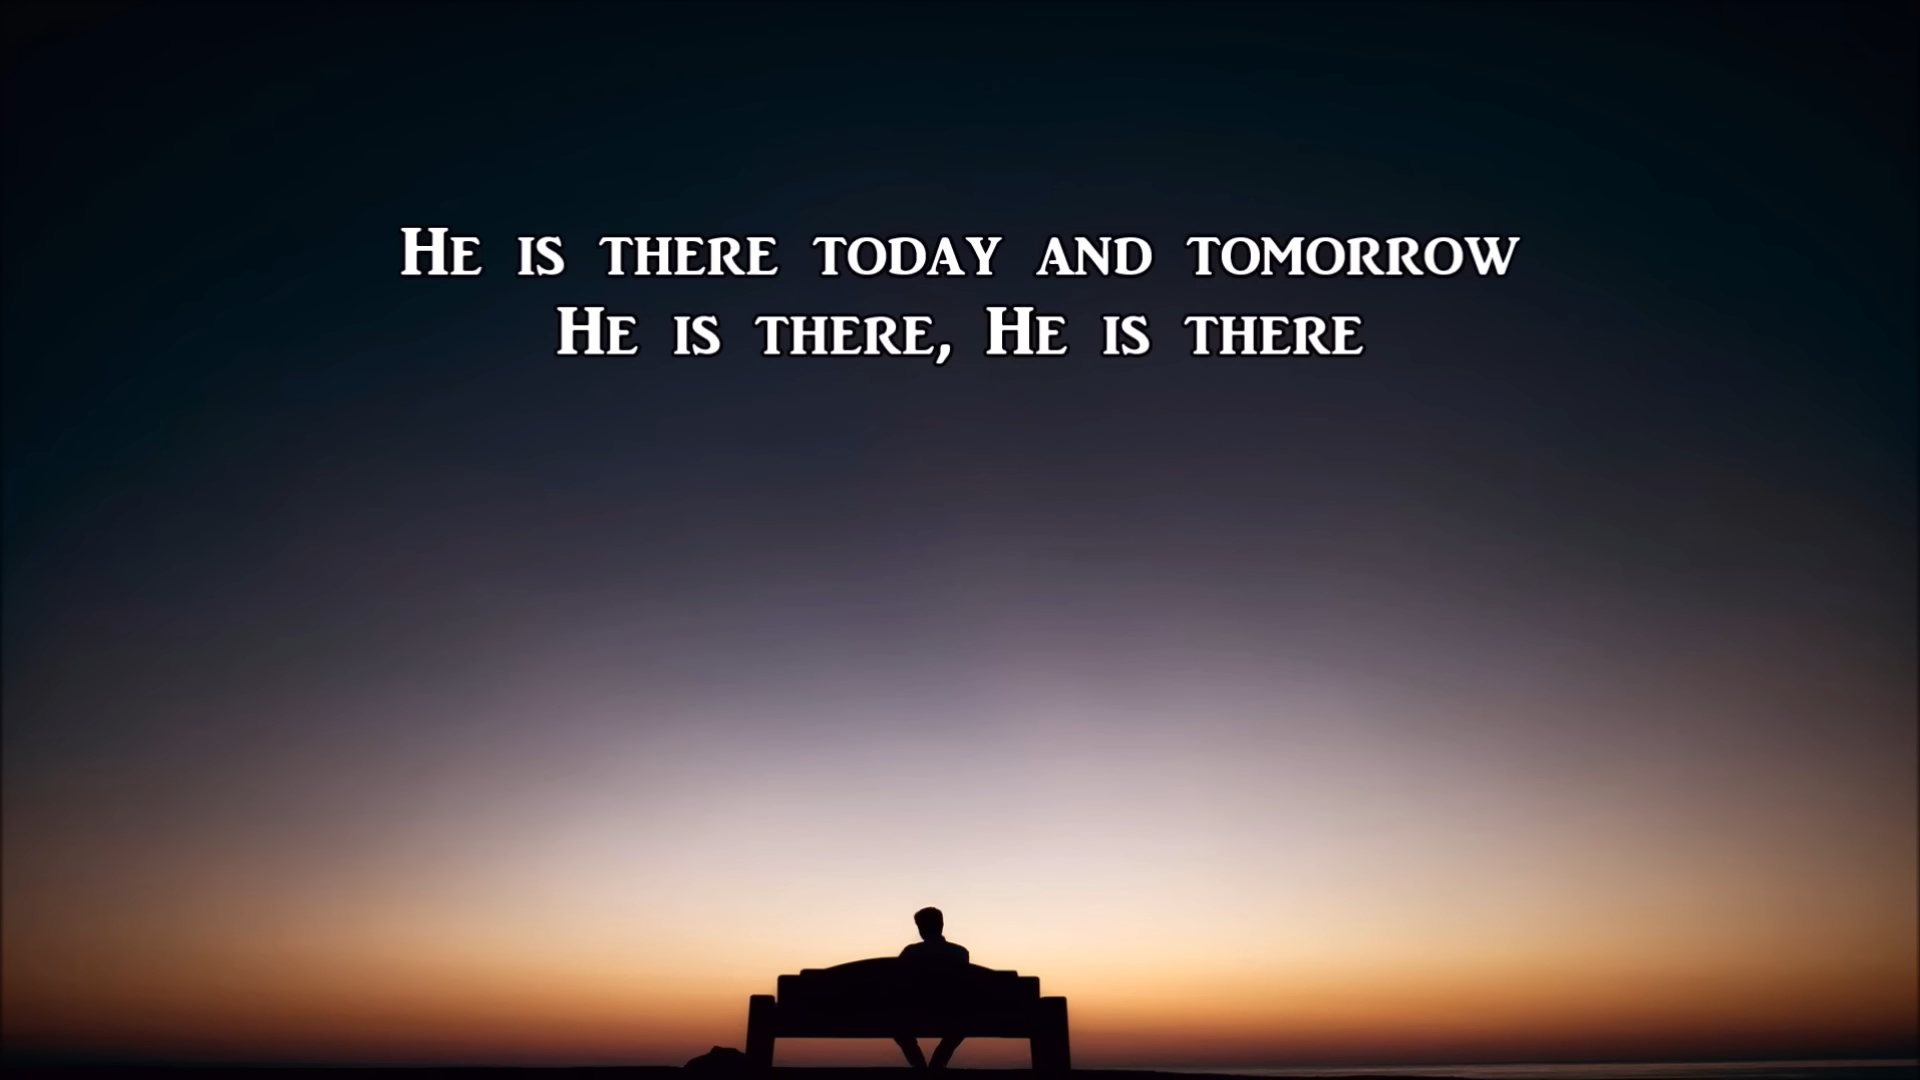 He is there today and tomorrow
He is there, He is there